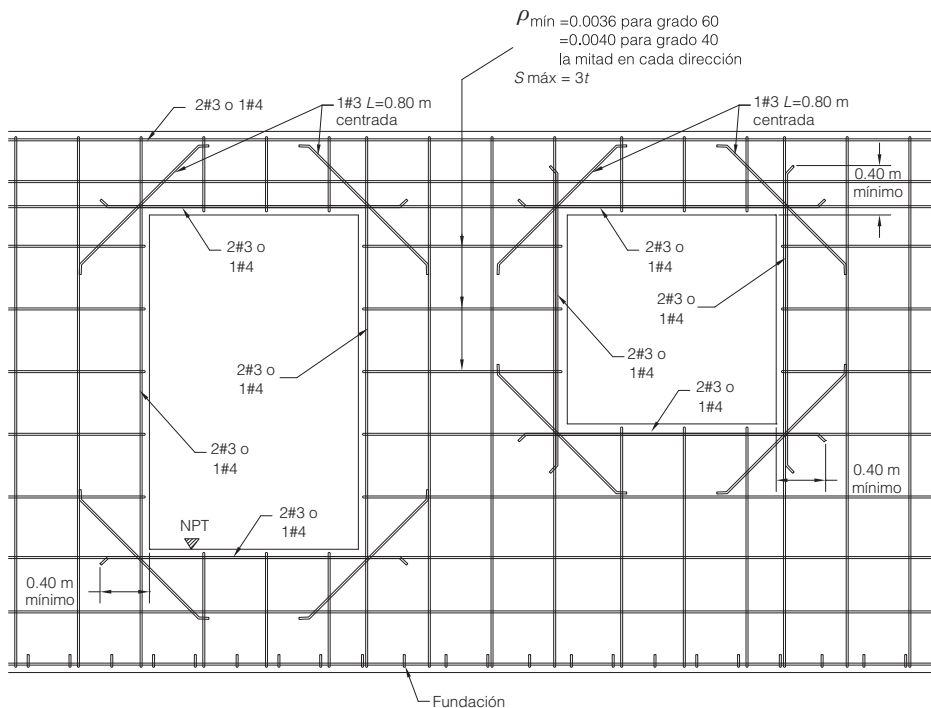 ρmín =0.0036 para grado 60
=0.0040 para grado 40
la mitad en cada dirección
S máx = 3t
2#3 o 1#4
1#3 L=0.80 m
centrada
1#3 L=0.80 m
centrada
0.40 m
mínimo
2#3 o
1#4
2#3 o
1#4
2#3 o
1#4
2#3 o
1#4
2#3 o
1#4
2#3 o
1#4
2#3 o
1#4
0.40 m
mínimo
NPT
2#3 o
1#4
0.40 m
mínimo
Fundación